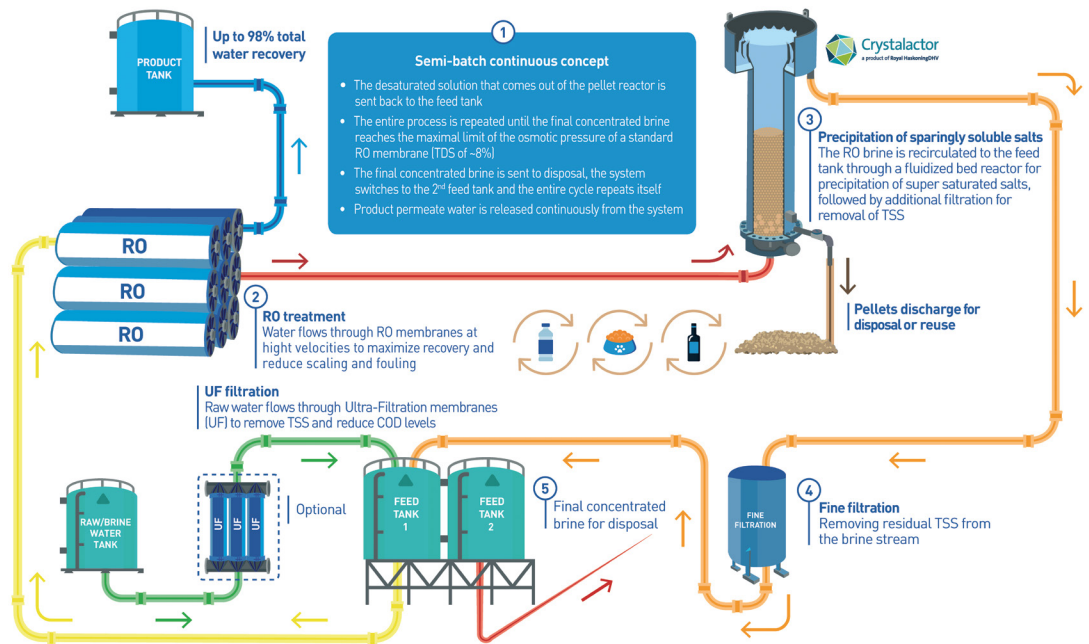 Up to 98% total
water recovery
PRODUCT
TANK
1
Semi-batch continuous concept
• The desaturated solution that comes out of the pellet reactor is
sent back to the feed tank
• The entire process is repeated until the final concentrated brine
reaches the maximal limit of the osmotic pressure of a standard
RO membrane (TDS of ~8%)
• The final concentrated brine is sent to disposal, the system
switches to the 2nd feed tank and the entire cycle repeats itself
• Product permeate water is released continuously from the system
Crystalactor
a product of Royal HaskoningDHV
3
Precipitation of sparingly soluble salts
The RO brine is recirculated to the feed
tank through a fluidized bed reactor for
precipitation of super saturated salts,
followed by additional filtration for
removal of TSS
RO
RO
RO
2
RO treatment
Water flows through RO membranes at
hight velocities to maximize recovery and
reduce scaling and fouling
Pellets discharge for
disposal or reuse
UF filtration
Raw water flows through Ultra-Filtration membranes
(UF) to remove TSS and reduce COD levels
RAW/BRINE
WATER
TANK
UF
UF
UF
Optional
FEED
TANK
1
FEED
TANK
2
5
Final concentrated
brine for disposal
FINE
FILTRATION
4
Fine filtration
Removing residual TSS from
the brine stream